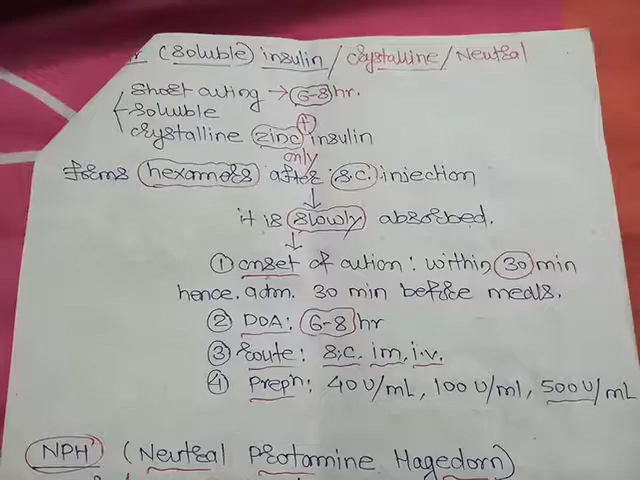 (Soluble) insulin / crystalline / Neutral
Short acting → 6-8 hr.
Soluble
crystalline zinc (+) insulin
only
forms hexamers after S.C. injection
↓
it is slowly absorbed.
↓
① onset of action: within 30 min
hence. adm. 30 min before meals.
② DOA: 6-8 hr
③ Route: S.C. im. i.v.
④ Prep'n: 40 U/mL, 100 U/ml, 500 U/mL
NPH (Neutral Protamine Hagedorn)